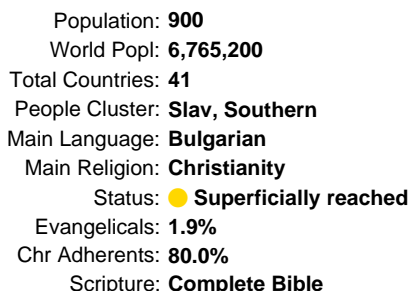 Population: 900
World Popl: 6,765,200
Total Countries: 41
People Cluster: Slav, Southern
Main Language: Bulgarian
Main Religion: Christianity
Status: Superficially reached
Evangelicals: 1.9%
Chr Adherents: 80.0%
Scripture: Complete Bible